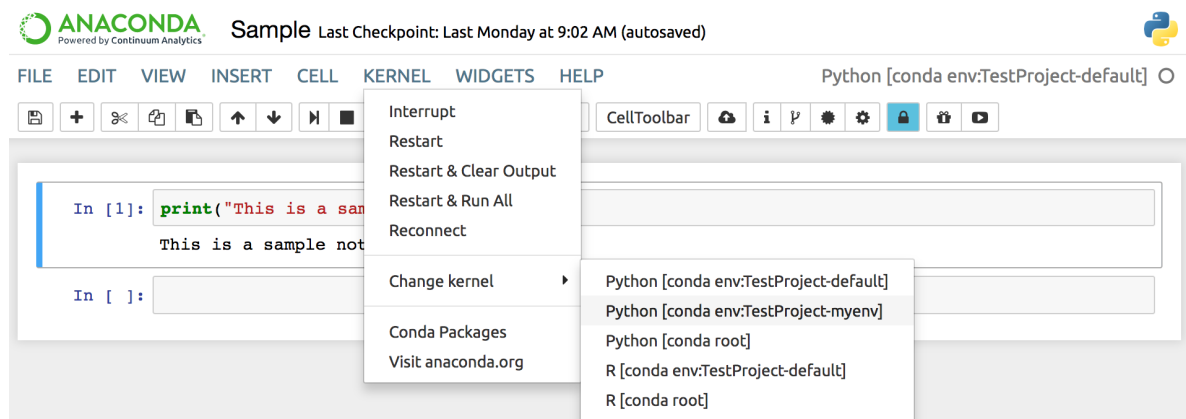 ANACONDA
Powered by Continuum Analytics
Sample Last Checkpoint: Last Monday at 9:02 AM (autosaved)
FILE EDIT VIEW INSERT CELL KERNEL WIDGETS HELP Python [conda env:TestProject-default]
CellToolbar
Interrupt
Restart
Restart & Clear Output
Restart & Run All
Reconnect
Change kernel
Conda Packages
Visit anaconda.org
In [1]: print("This is a sam
This is a sample not
In [ ]:
Python [conda env:TestProject-default]
Python [conda env:TestProject-myenv]
Python [conda root]
R [conda env:TestProject-default]
R [conda root]